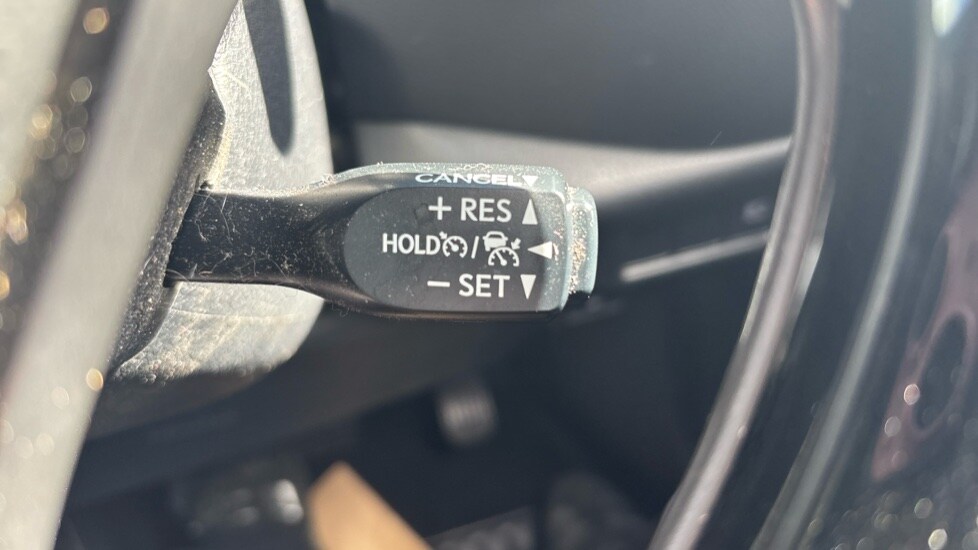 CANCEL▼
+ RES ▲
HOLD / ◀
− SET ▼